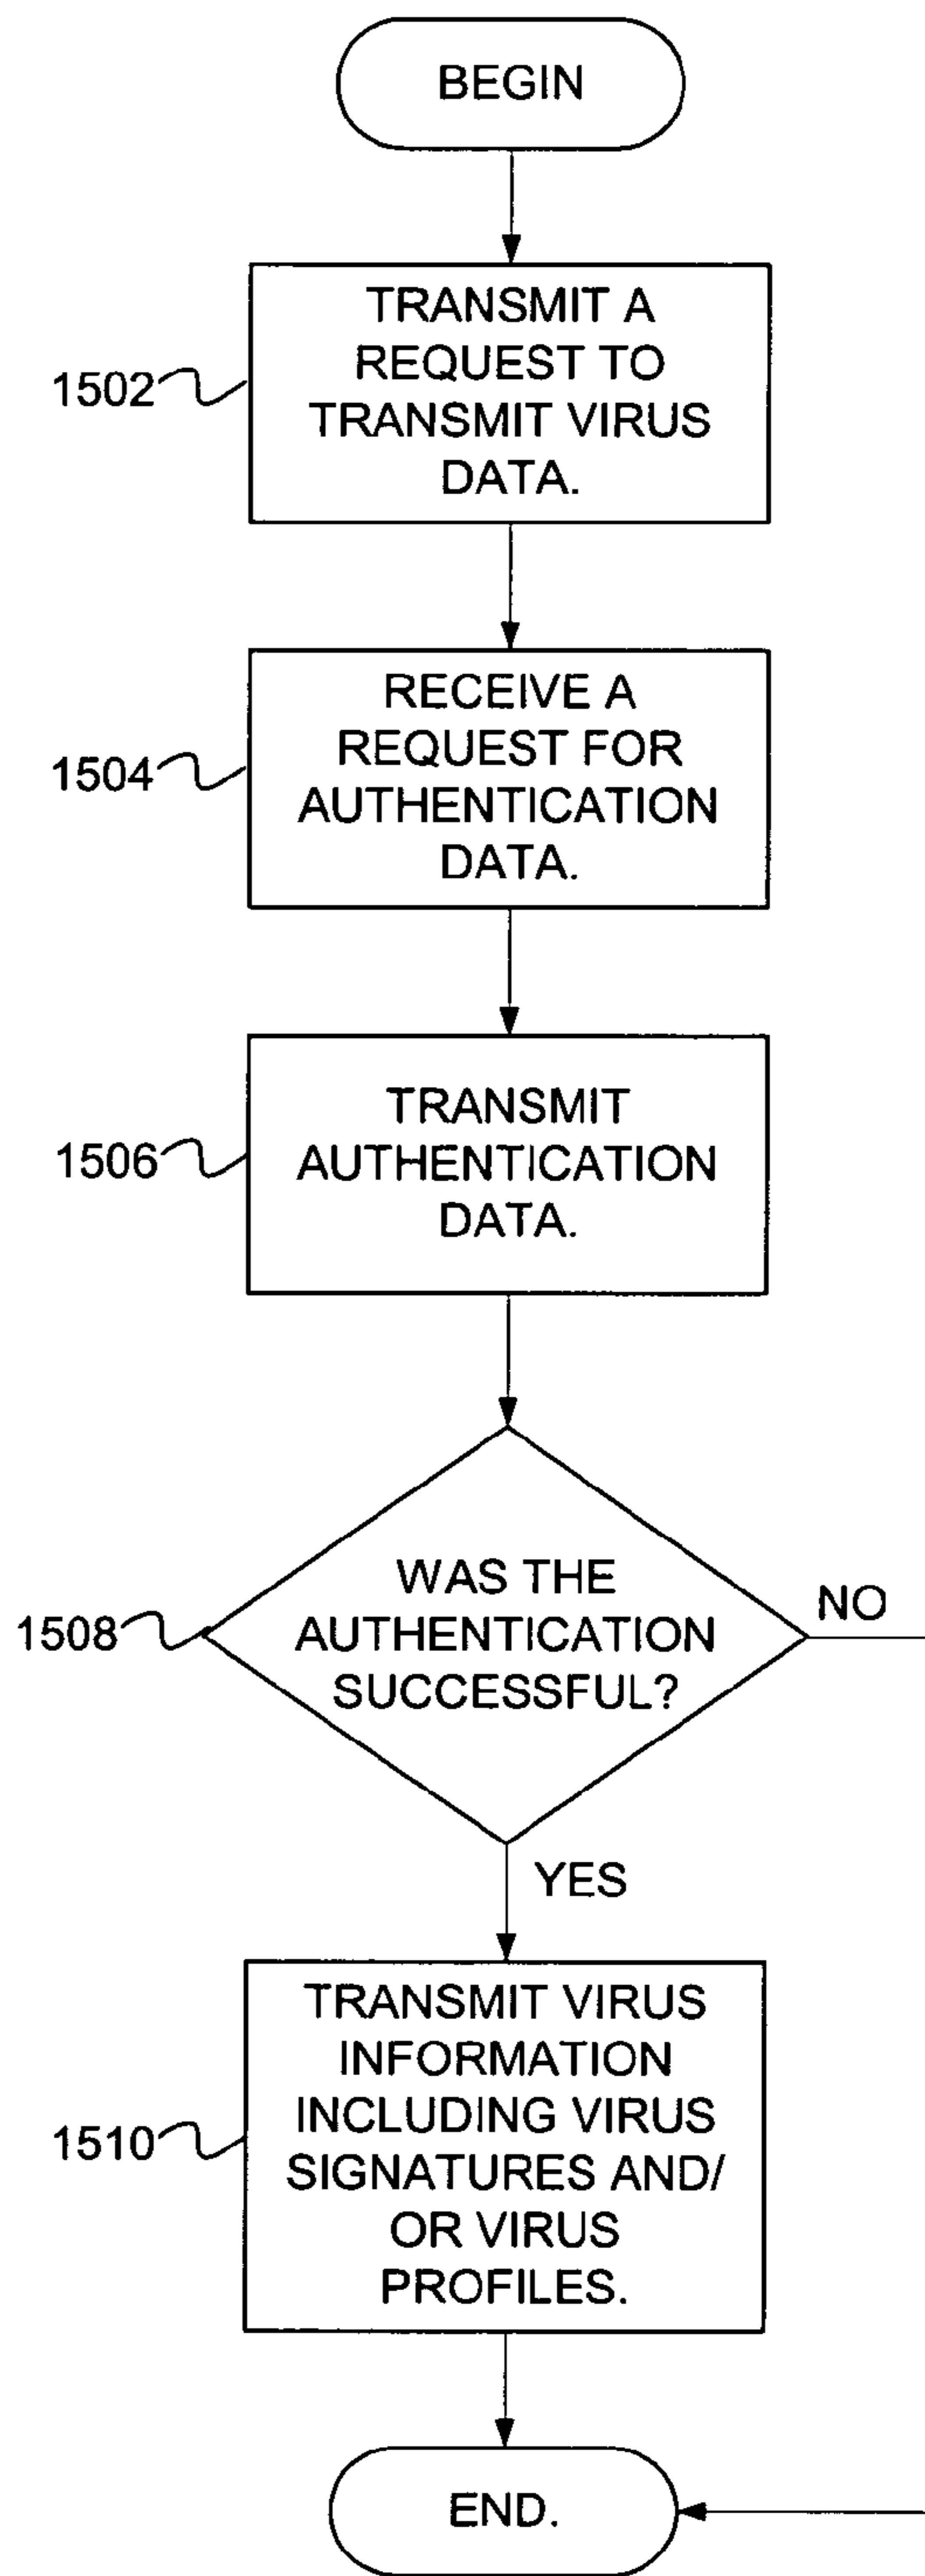 BEGIN
TRANSMIT A
REQUEST TO
TRANSMIT VIRUS
DATA.
1502
RECEIVE A
REQUEST FOR
AUTHENTICATION
DATA.
1504
TRANSMIT
AUTHENTICATION
DATA.
1506
WAS THE
AUTHENTICATION
SUCCESSFUL?
1508
NO
YES
TRANSMIT VIRUS
INFORMATION
INCLUDING VIRUS
SIGNATURES AND/
OR VIRUS
PROFILES.
1510
END.